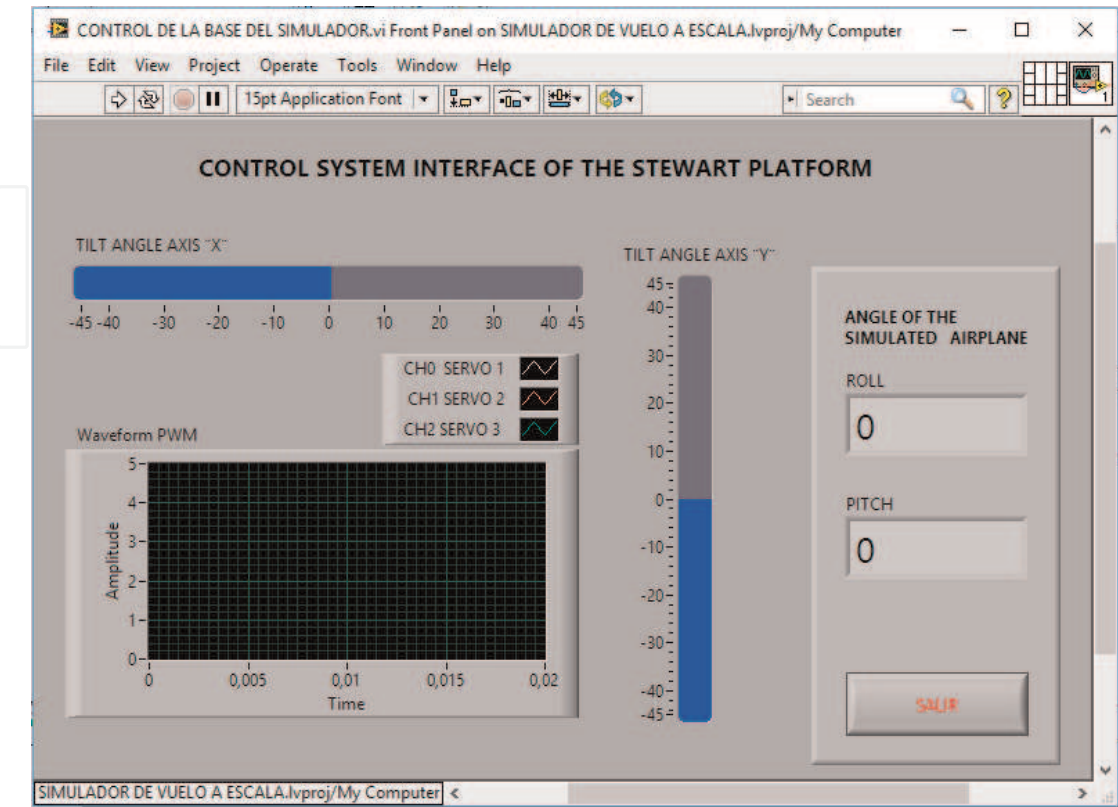 CONTROL DE LA BASE DEL SIMULADOR.vi Front Panel on SIMULADOR DE VUELO A ESCALA.lvproj/My Computer
File Edit View Project Operate Tools Window Help
15pt Application Font
Search
1
CONTROL SYSTEM INTERFACE OF THE STEWART PLATFORM
TILT ANGLE AXIS ¨X¨
-45 -40 -30 -20 -10 0 10 20 30 40 45
CH0 SERVO 1
CH1 SERVO 2
CH2 SERVO 3
Waveform PWM
5
4
3
2
1
0
Amplitude
0 0,005 0,01 0,015 0,02
Time
TILT ANGLE AXIS ¨Y¨
45
40
30
20
10
0
-10
-20
-30
-40
-45
ANGLE OF THE
SIMULATED AIRPLANE
ROLL
0
PITCH
0
SALIR
SIMULADOR DE VUELO A ESCALA.lvproj/My Computer